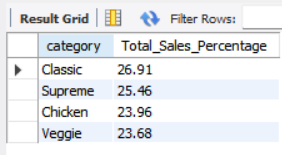 Result Grid Filter Rows:
category Total_Sales_Percentage
Classic 26.91
Supreme 25.46
Chicken 23.96
Veggie 23.68